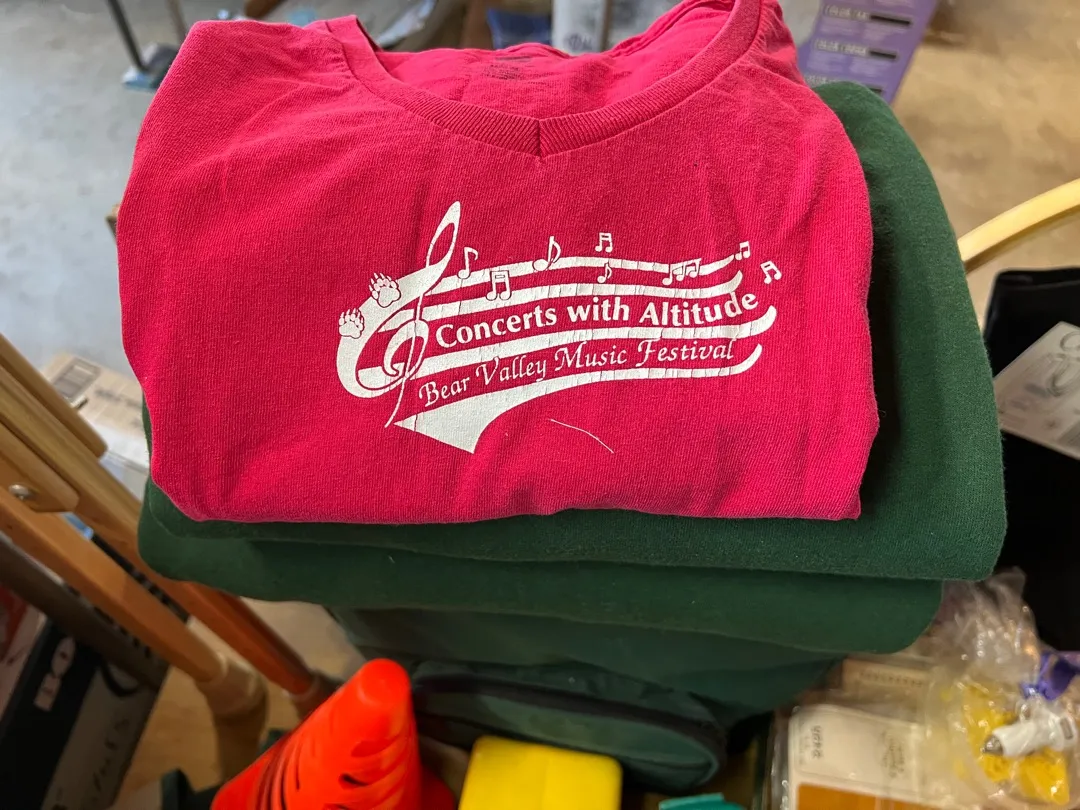 Concerts with Altitude
Bear Valley Music Festival